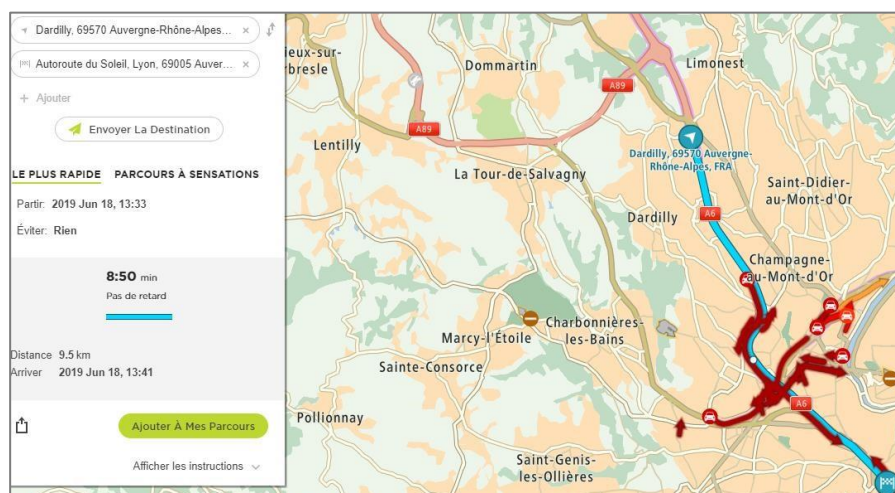 Dardilly, 69570 Auvergne-Rhône-Alpes...
Autoroute du Soleil, Lyon, 69005 Auver...
+ Ajouter
Envoyer La Destination
LE PLUS RAPIDE PARCOURS À SENSATIONS
Partir: 2019 Jun 18, 13:33
Éviter: Rien
8:50 min
Pas de retard
Distance 9.5 km
Arriver 2019 Jun 18, 13:41
Ajouter À Mes Parcours
Afficher les instructions
ieux-sur-
rbresle
Dommartin
Limonest
A89
A89
Lentilly
Dardilly, 69570 Auvergne-
Rhône-Alpes, FRA
La Tour-de-Salvagny
Saint-Didier-
au-Mont-d'Or
Dardilly
A6
Champagne-
au-Mont-d'Or
Charbonnières-
les-Bains
Marcy-l'Étoile
Sainte-Consorce
A6
Pollionnay
Saint-Genis-
les-Ollières